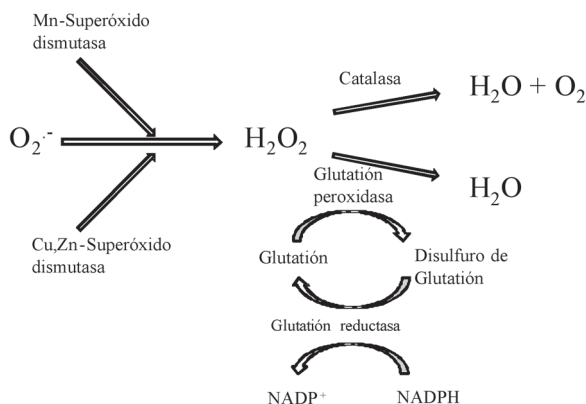 Mn-Superóxido
dismutasa
Catalasa
H₂O + O₂
O₂·-
H₂O₂
Glutatión
peroxidasa
H₂O
Cu,Zn-Superóxido
dismutasa
Glutatión
Disulfuro de
Glutatión
Glutatión reductasa
NADP⁺
NADPH